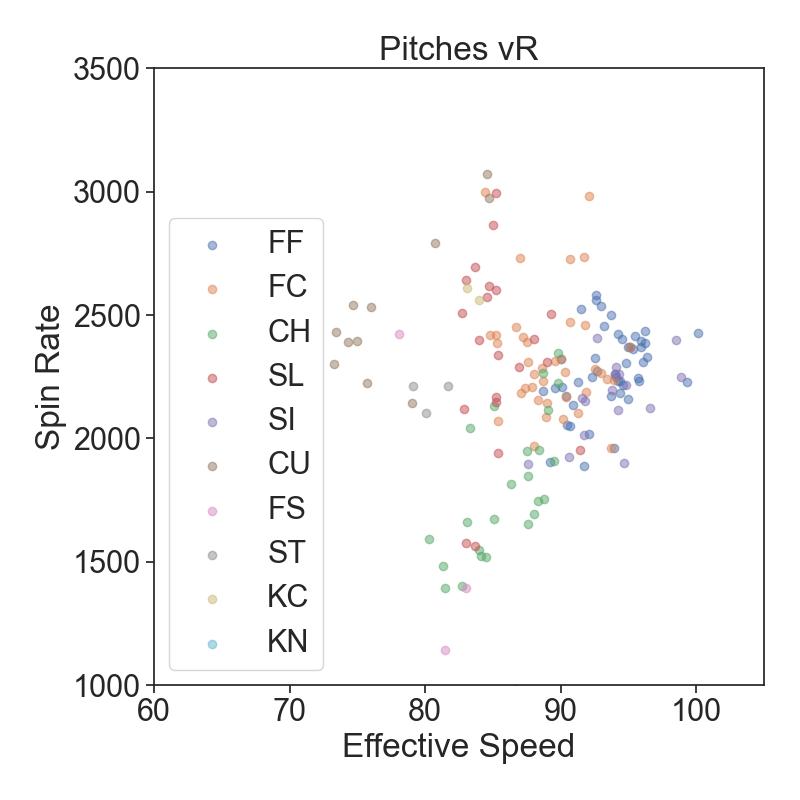 Pitches vR
3500
3000
2500
2000
1500
1000
Spin Rate
FF
FC
CH
SL
SI
CU
FS
ST
KC
KN
60 70 80 90 100
Effective Speed